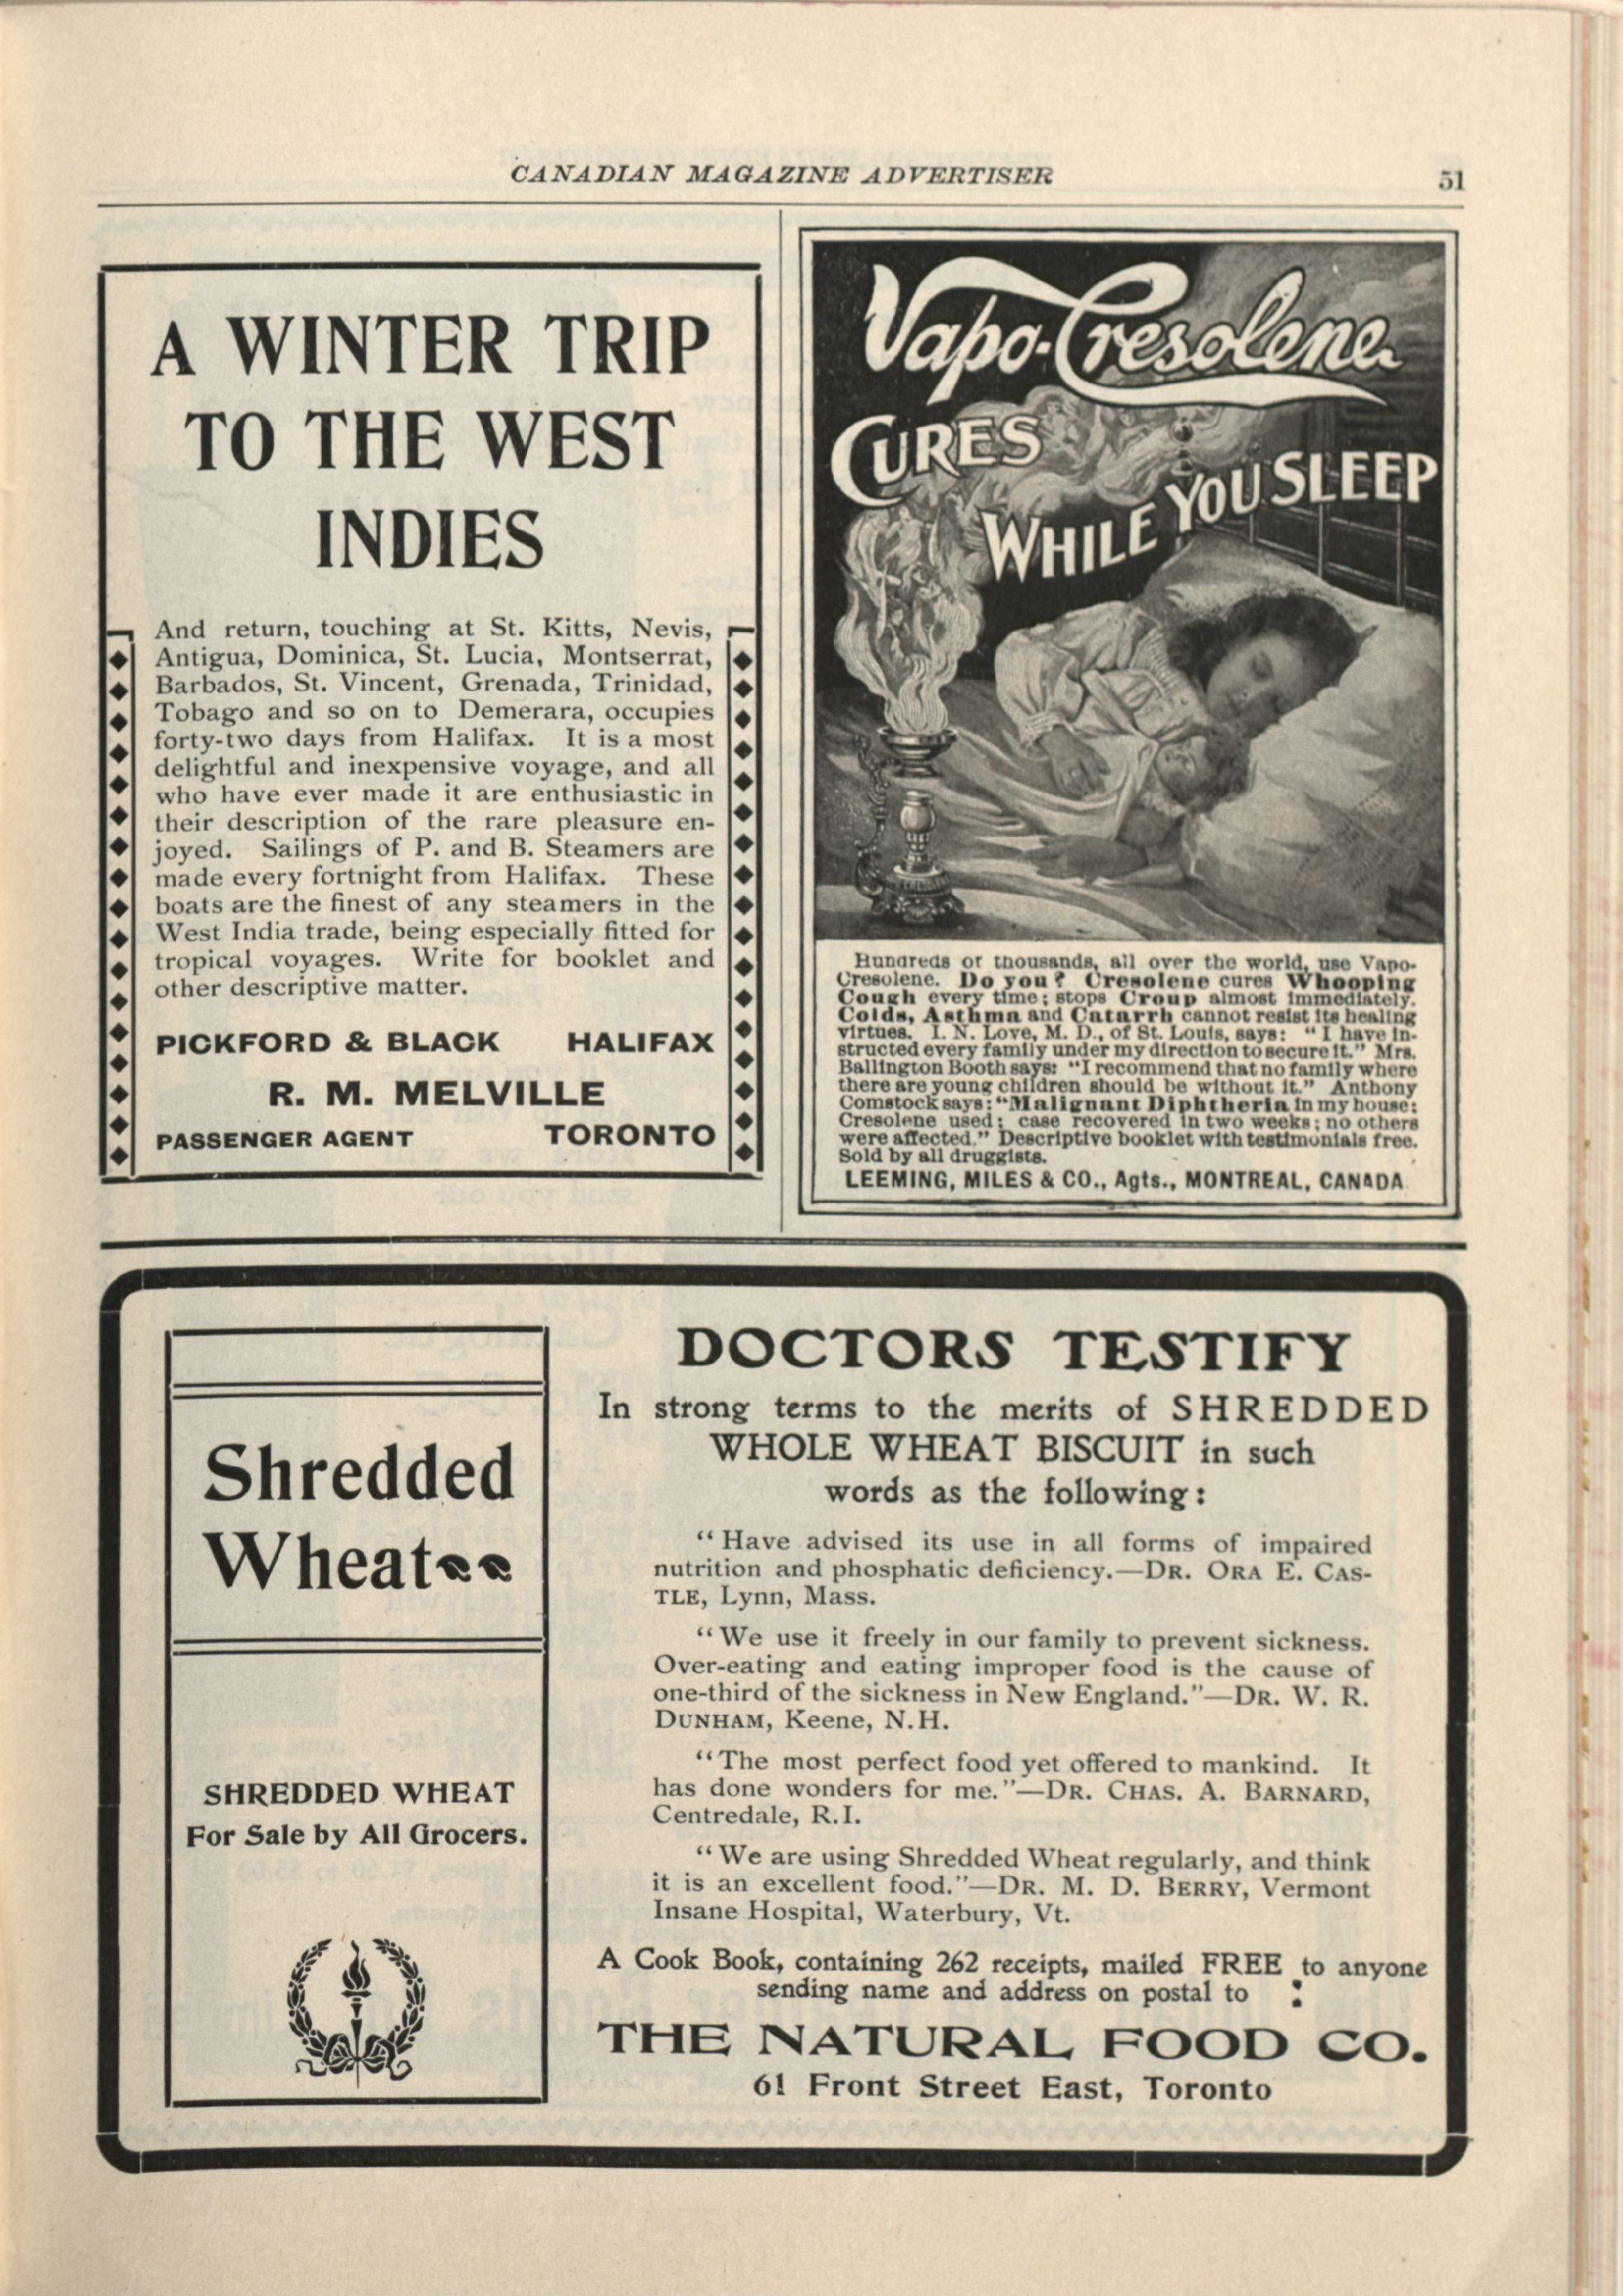 CANADIAN MAGAZINE ADVERTISER
51
A WINTER TRIP
TO THE WEST
INDIES
And return, touching at St. Kitts, Nevis,
Antigua, Dominica, St. Lucia, Montserrat,
Barbados, St. Vincent, Grenada, Trinidad,
Tobago and so on to Demerara, occupies
forty-two days from Halifax. It is a most
delightful and inexpensive voyage, and all
who have ever made it are enthusiastic in
their description of the rare pleasure en-
joyed. Sailings of P. and B. Steamers are
made every fortnight from Halifax. These
boats are the finest of any steamers in the
West India trade, being especially fitted for
tropical voyages. Write for booklet and
other descriptive matter.
PICKFORD & BLACK HALIFAX
R. M. MELVILLE
PASSENGER AGENT TORONTO
Vapo-Cresolene
CURES
WHILE YOU SLEEP
Hundreds of thousands, all over the world, use Vapo-
Cresolene. Do you? Cresolene cures Whooping
Cough every time; stops Croup almost immediately.
Colds, Asthma and Catarrh cannot resist its healing
virtues. I. N. Love, M. D., of St. Louis, says: "I have in-
structed every family under my direction to secure it." Mrs.
Ballington Booth says: "I recommend that no family where
there are young children should be without it." Anthony
Comstock says: "Malignant Diphtheria in my house;
Cresolene used; case recovered in two weeks; no others
were affected." Descriptive booklet with testimonials free.
Sold by all druggists.
LEEMING, MILES & CO., Agts., MONTREAL, CANADA
Shredded
Wheat
SHREDDED WHEAT
For Sale by All Grocers.
DOCTORS TESTIFY
In strong terms to the merits of SHREDDED
WHOLE WHEAT BISCUIT in such
words as the following:
"Have advised its use in all forms of impaired
nutrition and phosphatic deficiency.—DR. ORA E. CAS-
TLE, Lynn, Mass.
"We use it freely in our family to prevent sickness.
Over-eating and eating improper food is the cause of
one-third of the sickness in New England."—DR. W. R.
DUNHAM, Keene, N.H.
"The most perfect food yet offered to mankind. It
has done wonders for me."—DR. CHAS. A. BARNARD,
Centredale, R.I.
"We are using Shredded Wheat regularly, and think
it is an excellent food."—DR. M. D. BERRY, Vermont
Insane Hospital, Waterbury, Vt.
A Cook Book, containing 262 receipts, mailed FREE to anyone
sending name and address on postal to :
THE NATURAL FOOD CO.
61 Front Street East, Toronto